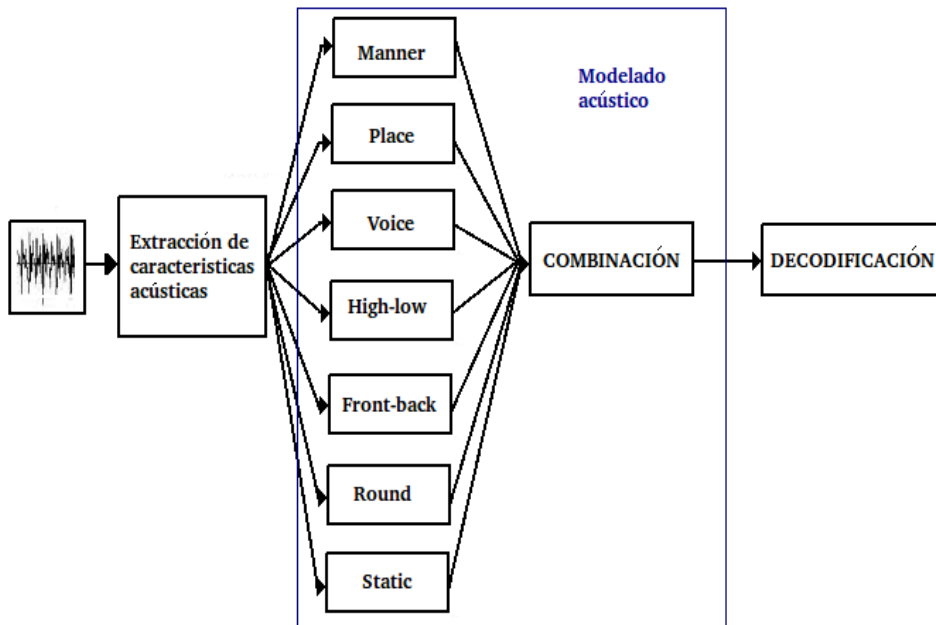 Manner
Modelado
acústico
Place
Voice
Extracción de
caracteristicas
acústicas
COMBINACIÓN
DECODIFICACIÓN
High-low
Front-back
Round
Static